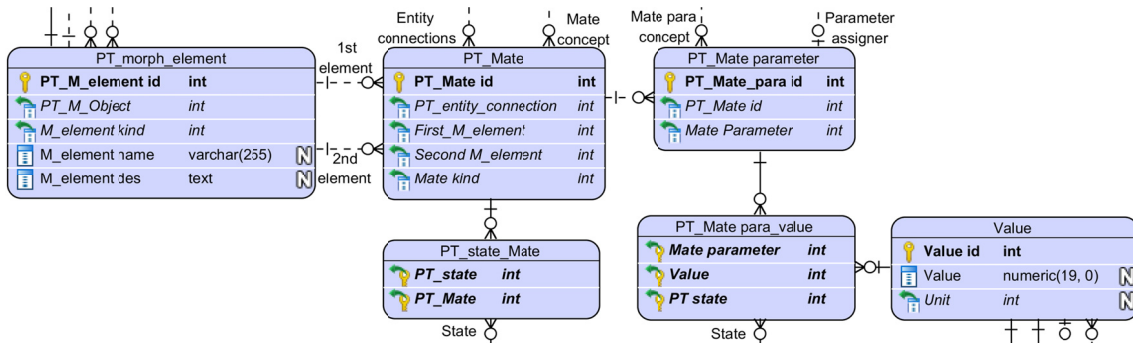 Entity connections
Mate concept
Mate para concept
Parameter assigner
PT_morph_element
PT_M_element id int
PT_M_Object int
M_element kind int
M_element name varchar(255) N
M_element des text N
1st element
2nd element
PT_Mate
PT_Mate id int
PT_entity_connection int
First_M_element int
Second M_element int
Mate kind int
PT_Mate parameter
PT_Mate_para id int
PT_Mate id int
Mate Parameter int
PT_state_Mate
PT_state int
PT_Mate int
State
PT_Mate para_value
Mate parameter int
Value int
PT state int
State
Value
Value id int
Value numeric(19, 0) N
Unit int N